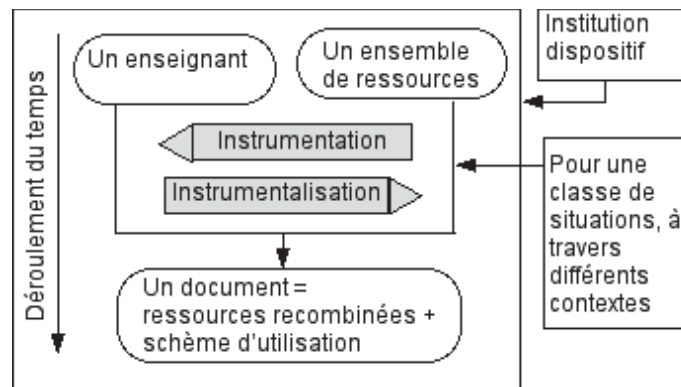 Déroulement du temps
Un enseignant
Un ensemble
de ressources
Institution
dispositif
Instrumentation
Instrumentalisation
Pour une
classe de
situations, à
travers
différents
contextes
Un document =
ressources recombinées +
schème d'utilisation